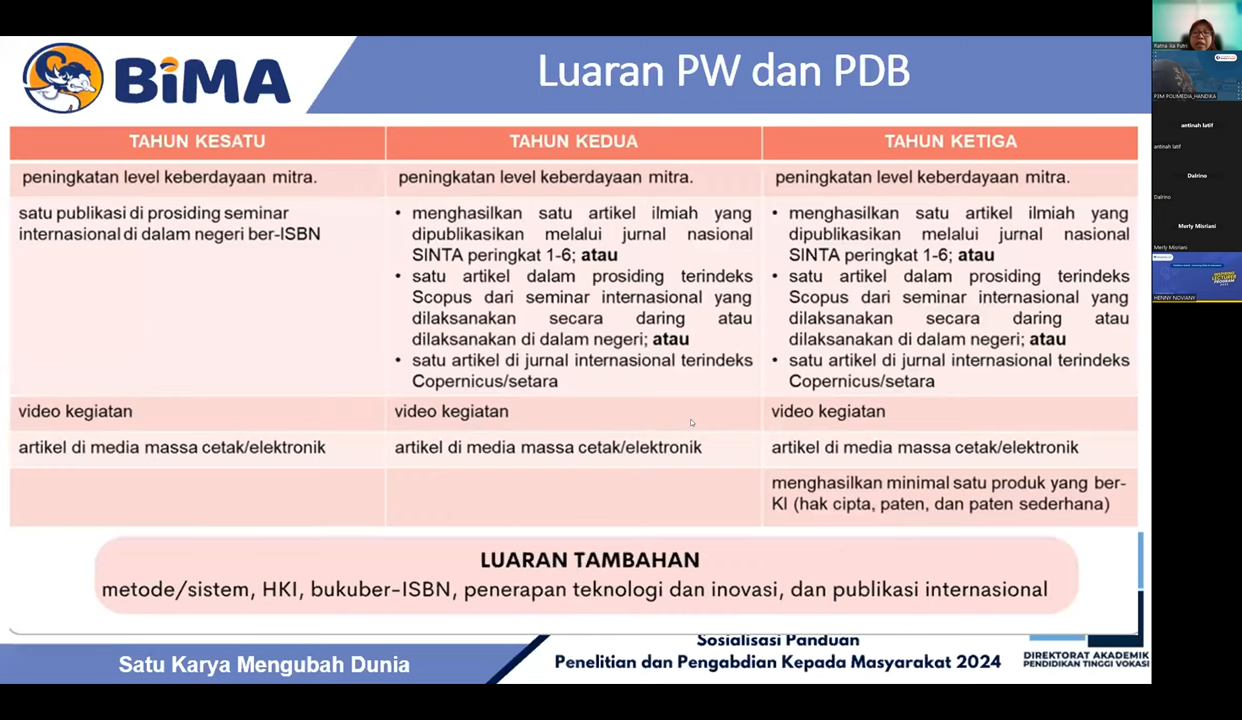 BiMA
Luaran PW dan PDB
TAHUN KESATU
TAHUN KEDUA
TAHUN KETIGA
peningkatan level keberdayaan mitra.
peningkatan level keberdayaan mitra.
peningkatan level keberdayaan mitra.
satu publikasi di prosiding seminar
internasional di dalam negeri ber-ISBN
• menghasilkan satu artikel ilmiah yang
dipublikasikan melalui jurnal nasional
SINTA peringkat 1-6; atau
• satu artikel dalam prosiding terindeks
Scopus dari seminar internasional yang
dilaksanakan secara daring atau
dilaksanakan di dalam negeri; atau
• satu artikel di jurnal internasional terindeks
Copernicus/setara
• menghasilkan satu artikel ilmiah yang
dipublikasikan melalui jurnal nasional
SINTA peringkat 1-6; atau
• satu artikel dalam prosiding terindeks
Scopus dari seminar internasional yang
dilaksanakan secara daring atau
dilaksanakan di dalam negeri; atau
• satu artikel di jurnal internasional terindeks
Copernicus/setara
video kegiatan
video kegiatan
video kegiatan
artikel di media massa cetak/elektronik
artikel di media massa cetak/elektronik
artikel di media massa cetak/elektronik
menghasilkan minimal satu produk yang ber-
KI (hak cipta, paten, dan paten sederhana)
LUARAN TAMBAHAN
metode/sistem, HKI, bukuber-ISBN, penerapan teknologi dan inovasi, dan publikasi internasional
Satu Karya Mengubah Dunia
Sosialisasi Panduan
Penelitian dan Pengabdian Kepada Masyarakat 2024
DIREKTORAT AKADEMIK
PENDIDIKAN TINGGI VOKASI
Ratna Ika Putri
P3M POLIMEDIA_HANDIKA
antinah latif
antinah latif
Dalrino
Dalrino
Merly Misriani
Merly Misriani
INSPIRING
LECTURER
PROGRAM
HENNY NOVIANY